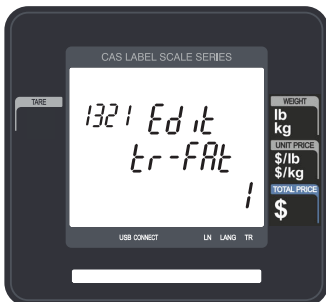 CAS LABEL SCALE SERIES
TARE
1321 Edit
tr-FAt
1
WEIGHT
lb
kg
UNIT PRICE
$/lb
$/kg
TOTAL PRICE
$
USB CONNECT LN LANG TR